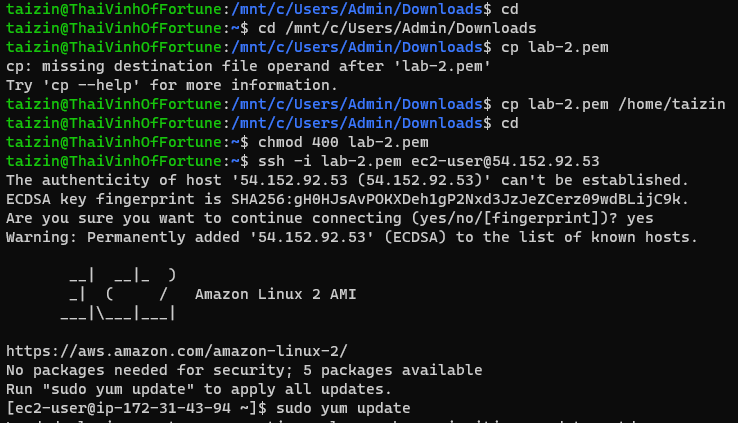 taizin@ThaiVinhOfFortune:/mnt/c/Users/Admin/Downloads$ cd
taizin@ThaiVinhOfFortune:~$ cd /mnt/c/Users/Admin/Downloads
taizin@ThaiVinhOfFortune:/mnt/c/Users/Admin/Downloads$ cp lab-2.pem
cp: missing destination file operand after 'lab-2.pem'
Try 'cp --help' for more information.
taizin@ThaiVinhOfFortune:/mnt/c/Users/Admin/Downloads$ cp lab-2.pem /home/taizin
taizin@ThaiVinhOfFortune:/mnt/c/Users/Admin/Downloads$ cd
taizin@ThaiVinhOfFortune:~$ chmod 400 lab-2.pem
taizin@ThaiVinhOfFortune:~$ ssh -i lab-2.pem ec2-user@54.152.92.53
The authenticity of host '54.152.92.53 (54.152.92.53)' can't be established.
ECDSA key fingerprint is SHA256:gH0HJsAvPOKXDeh1gP2Nxd3JzJeZCerz09wdBLijC9k.
Are you sure you want to continue connecting (yes/no/[fingerprint])? yes
Warning: Permanently added '54.152.92.53' (ECDSA) to the list of known hosts.
       __|  __|_  )
       _|  (     /   Amazon Linux 2 AMI
      ___|\___|___|
https://aws.amazon.com/amazon-linux-2/
No packages needed for security; 5 packages available
Run "sudo yum update" to apply all updates.
[ec2-user@ip-172-31-43-94 ~]$ sudo yum update